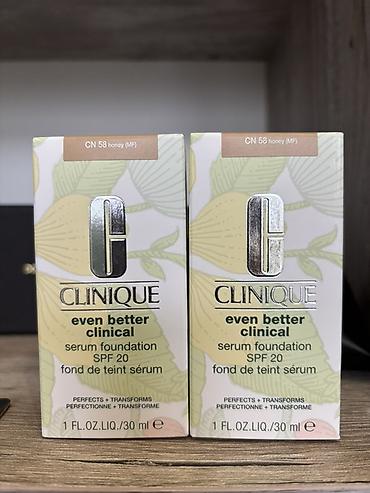 CN 58 honey (MF)
C
CLINIQUE
even better
clinical
serum foundation
SPF 20
fond de teint sérum
PERFECTS + TRANSFORMS
PERFECTIONNE + TRANSFORME
1 FL.OZ.LIQ./30 ml e
CN 58 honey (MF)
C
CLINIQUE
even better
clinical
serum foundation
SPF 20
fond de teint sérum
PERFECTS + TRANSFORMS
PERFECTIONNE + TRANSFORME
1 FL.OZ.LIQ./30 ml e